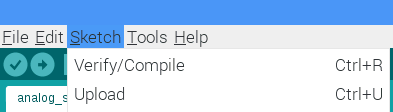 File Edit Sketch Tools Help
Verify/Compile Ctrl+R
Upload Ctrl+U